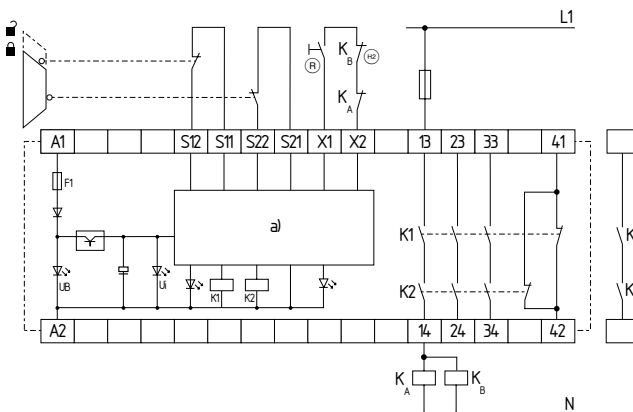 L1
K
B
H2
R
K
A
A1 S12 S11 S22 S21 X1 X2 13 23 33 41
F1
a)
K1
K
UB
Ui
K1
K2
K2
K
A2 14 24 34 42
K
A
K
B
N